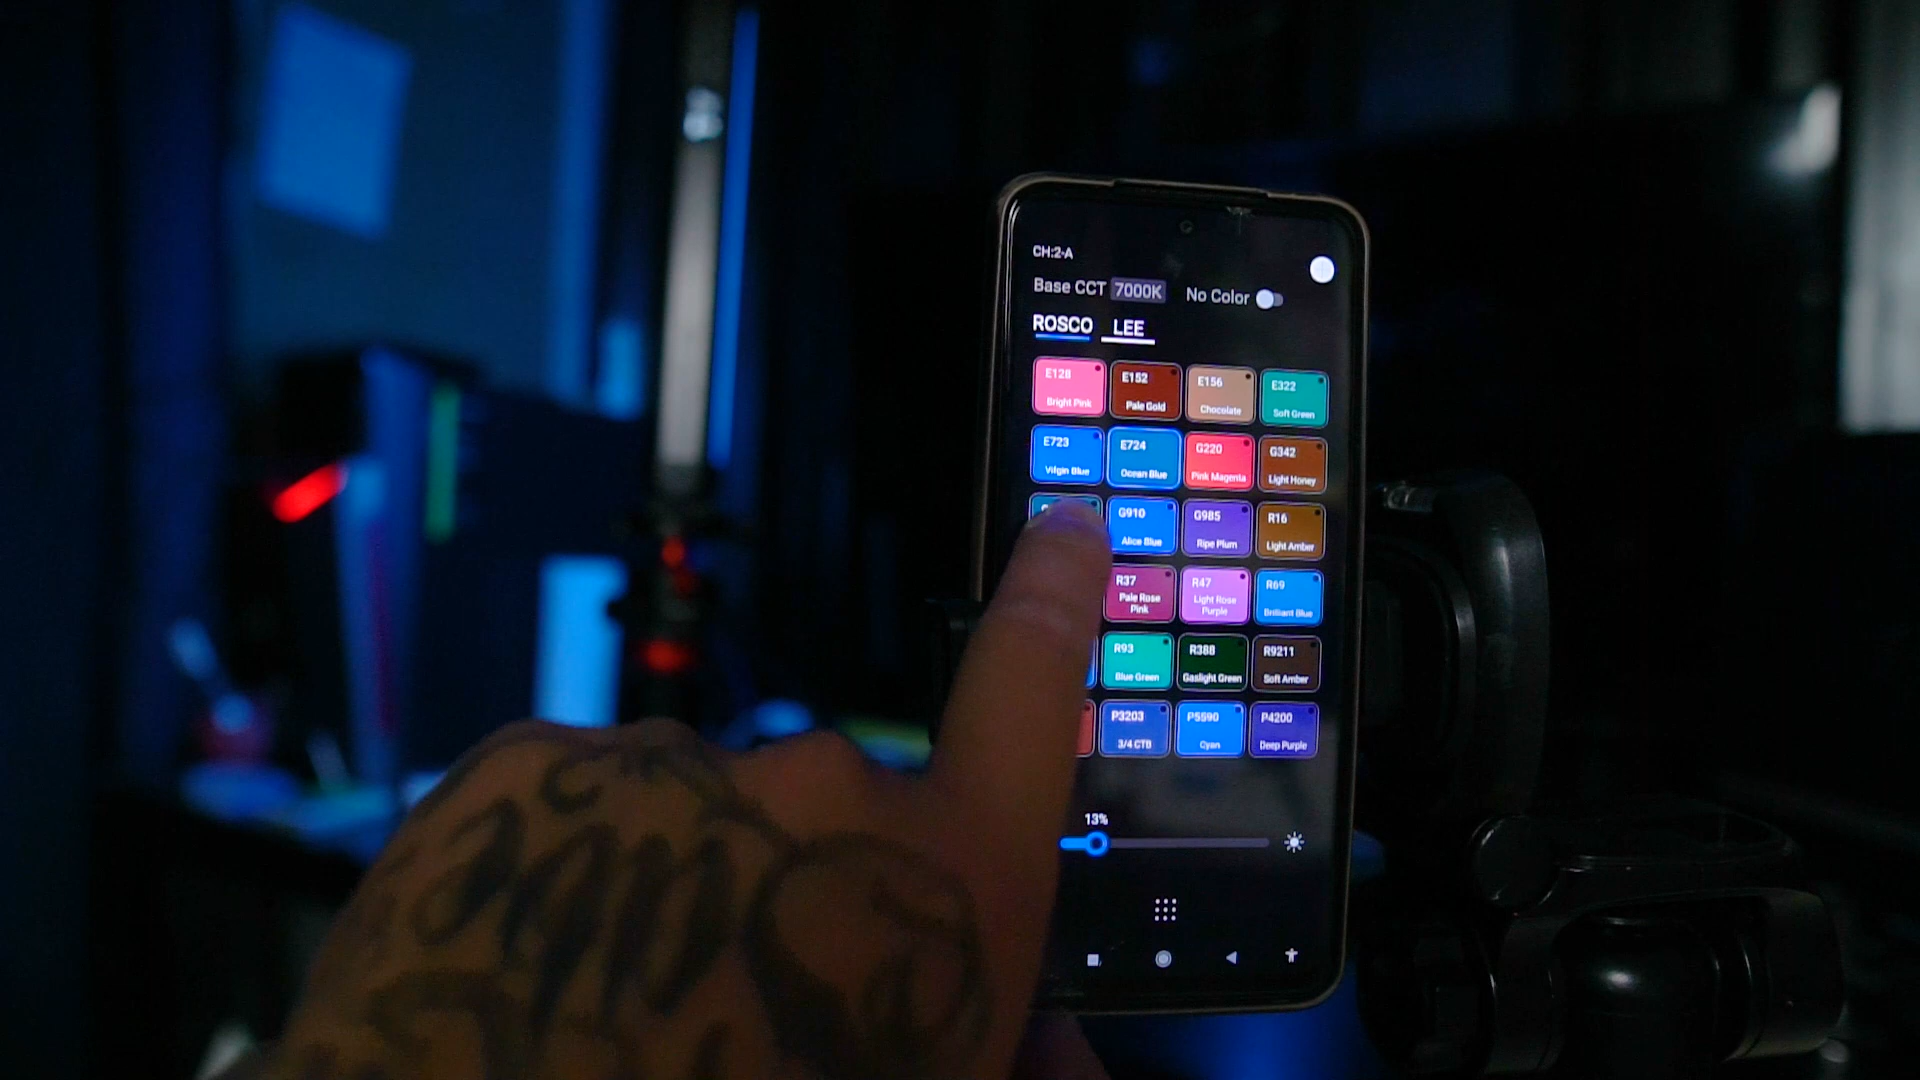 CH:2-A
Base CCT 7000K No Color
ROSCO LEE
E128 E152 E156 E322
Bright Pink Pale Gold Chocolate Soft Green
E723 E724 G220 G342
Virgin Blue Ocean Blue Pink Magenta Light Honey
G910 G985 R16
Alice Blue Ripe Plum Light Amber
R37 R47 R69
Pale Rose Light Rose Brilliant Blue
Pink Purple
R93 R388 R9211
Blue Green Gaslight Green Soft Amber
P3203 P5590 P4200
3/4 CTB Cyan Deep Purple
13%